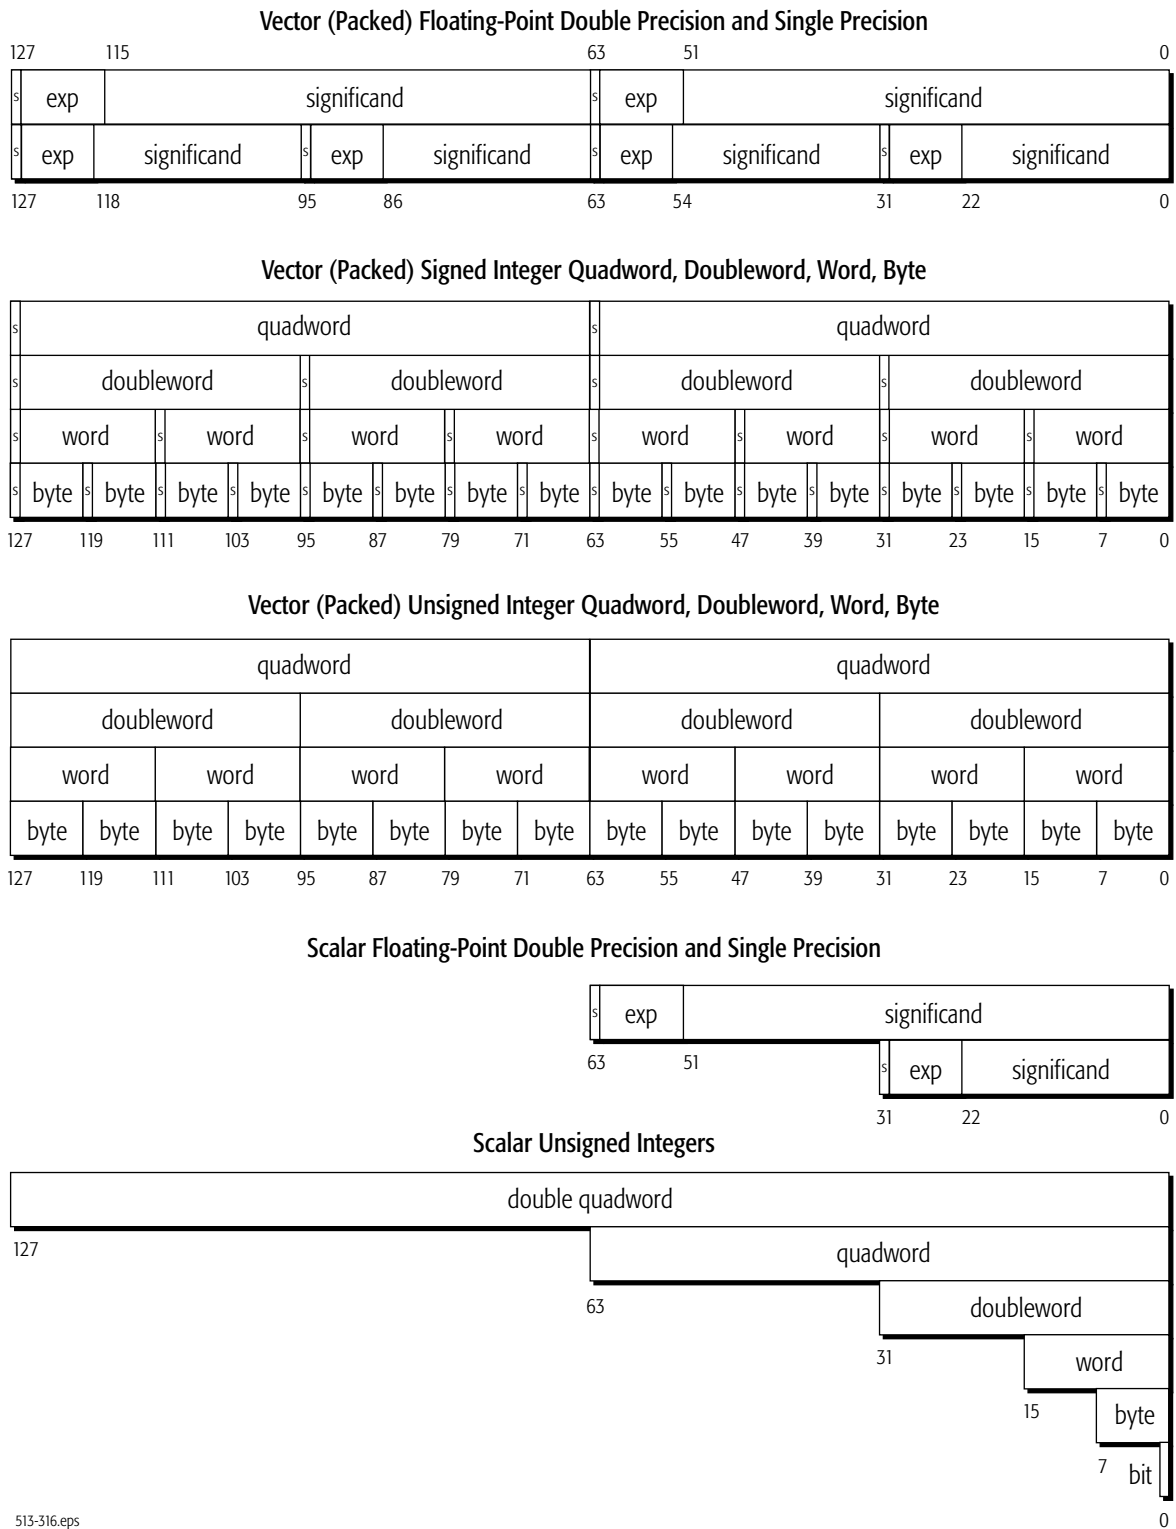 Vector (Packed) Floating-Point Double Precision and Single Precision
127 115 63 51 0
s exp significand s exp significand
s exp significand s exp significand s exp significand s exp significand
127 118 95 86 63 54 31 22 0
Vector (Packed) Signed Integer Quadword, Doubleword, Word, Byte
s quadword s quadword
s doubleword s doubleword s doubleword s doubleword
s word s word s word s word s word s word s word s word
s byte s byte s byte s byte s byte s byte s byte s byte s byte s byte s byte s byte s byte s byte s byte s byte
127 119 111 103 95 87 79 71 63 55 47 39 31 23 15 7 0
Vector (Packed) Unsigned Integer Quadword, Doubleword, Word, Byte
quadword quadword
doubleword doubleword doubleword doubleword
word word word word word word word word
byte byte byte byte byte byte byte byte byte byte byte byte byte byte byte byte
127 119 111 103 95 87 79 71 63 55 47 39 31 23 15 7 0
Scalar Floating-Point Double Precision and Single Precision
s exp significand
63 51
s exp significand
31 22 0
Scalar Unsigned Integers
double quadword
127
quadword
63
doubleword
31
word
15
byte
7
bit
513-316.eps 0